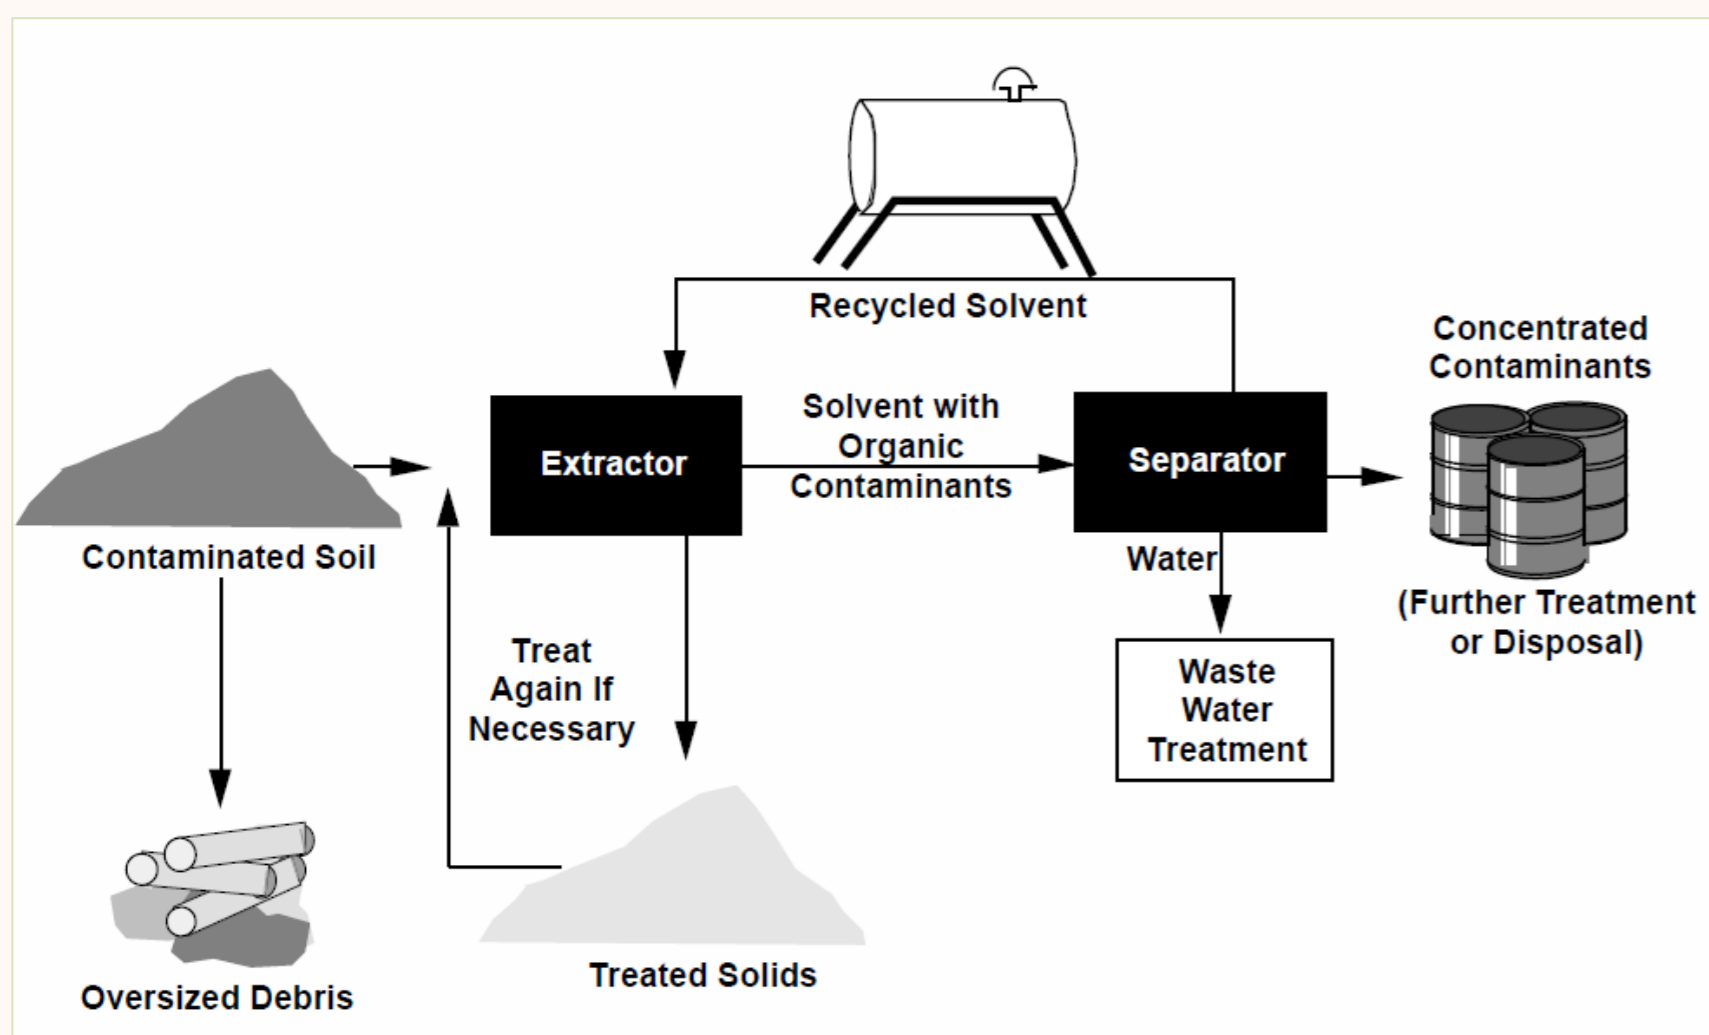 Recycled Solvent
Concentrated
Contaminants
Solvent with
Organic
Contaminants
Extractor
Separator
Contaminated Soil
Water
(Further Treatment
or Disposal)
Treat
Again If
Necessary
Waste
Water
Treatment
Treated Solids
Oversized Debris